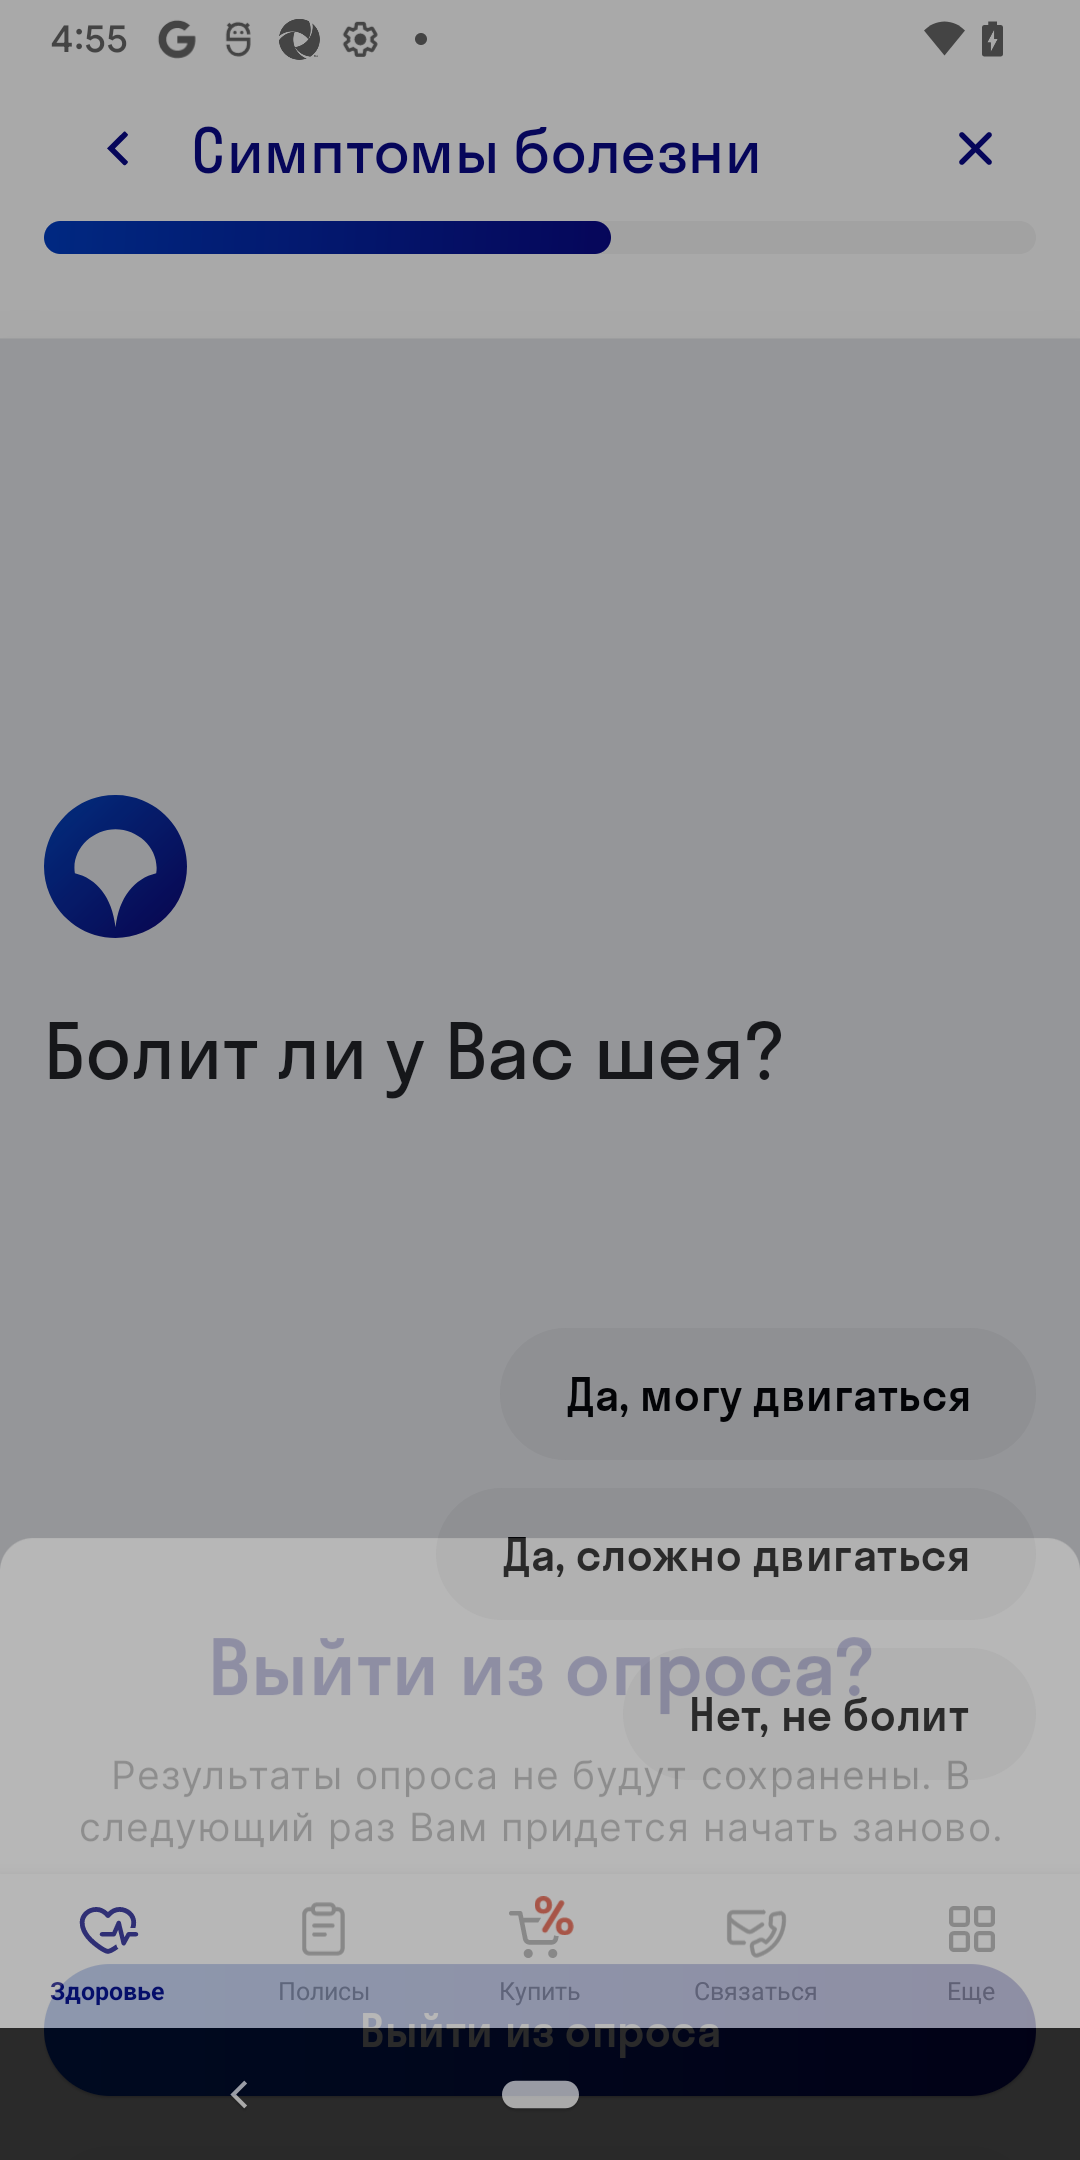 4:55
Симптомы болезни
Болит ли у Вас шея?
Да, могу двигаться
Да, сложно двигаться
Выйти из опроса?
Нет, не болит
Результаты опроса не будут сохранены. В
следующий раз Вам придется начать заново.
Здоровье
Полисы
%
Купить
Связаться
Еще
Выйти из опроса